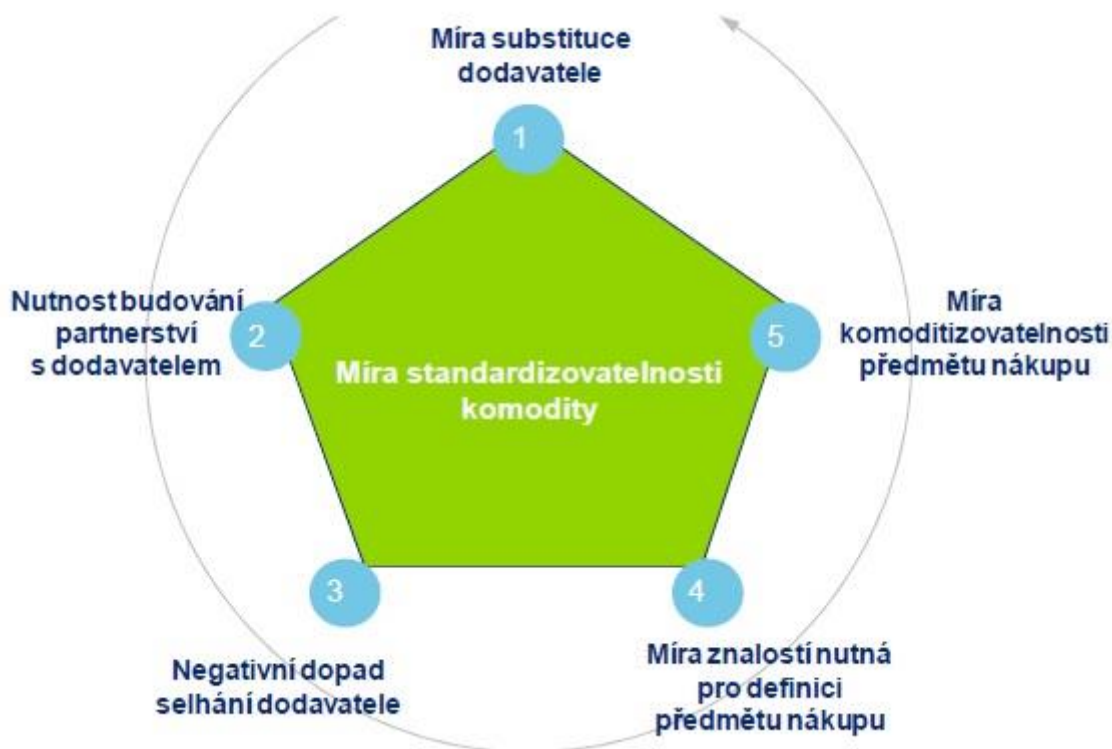 Míra substituce
dodavatele
1
Nutnost budování
partnerství
s dodavatelem
2
Míra standardizovatelnosti
komodity
5
Míra
komoditizovatelnosti
předmětu nákupu
3
Negativní dopad
selhání dodavatele
4
Míra znalostí nutná
pro definici
předmětu nákupu